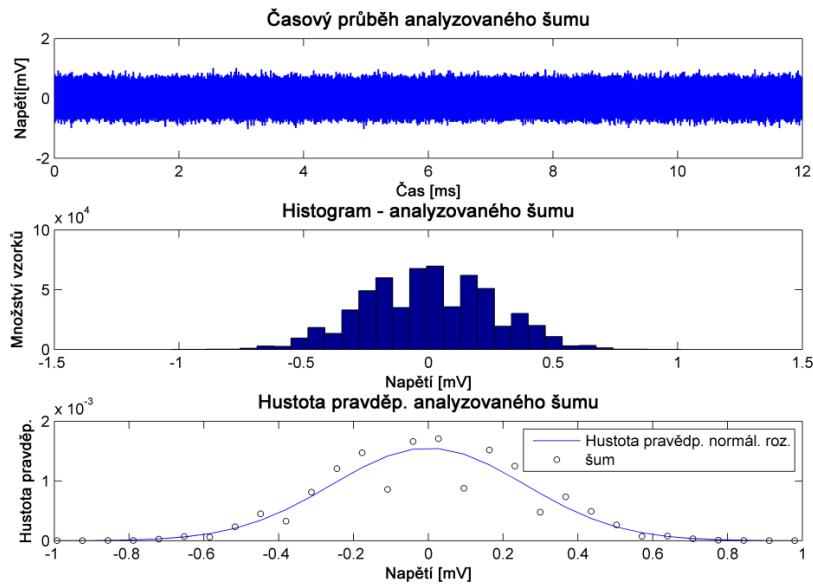 Časový průběh analyzovaného šumu
Napětí[mV]
2
0
-2
0 2 4 6 8 10 12
Čas [ms]
Histogram - analyzovaného šumu
x 10^4
Množství vzorků
10
5
0
-1.5 -1 -0.5 0 0.5 1 1.5
Napětí [mV]
Hustota pravděp. analyzovaného šumu
x 10^-3
Hustota pravděp.
2
1
0
Hustota pravědp. normál. roz.
šum
-1 -0.8 -0.6 -0.4 -0.2 0 0.2 0.4 0.6 0.8 1
Napětí [mV]